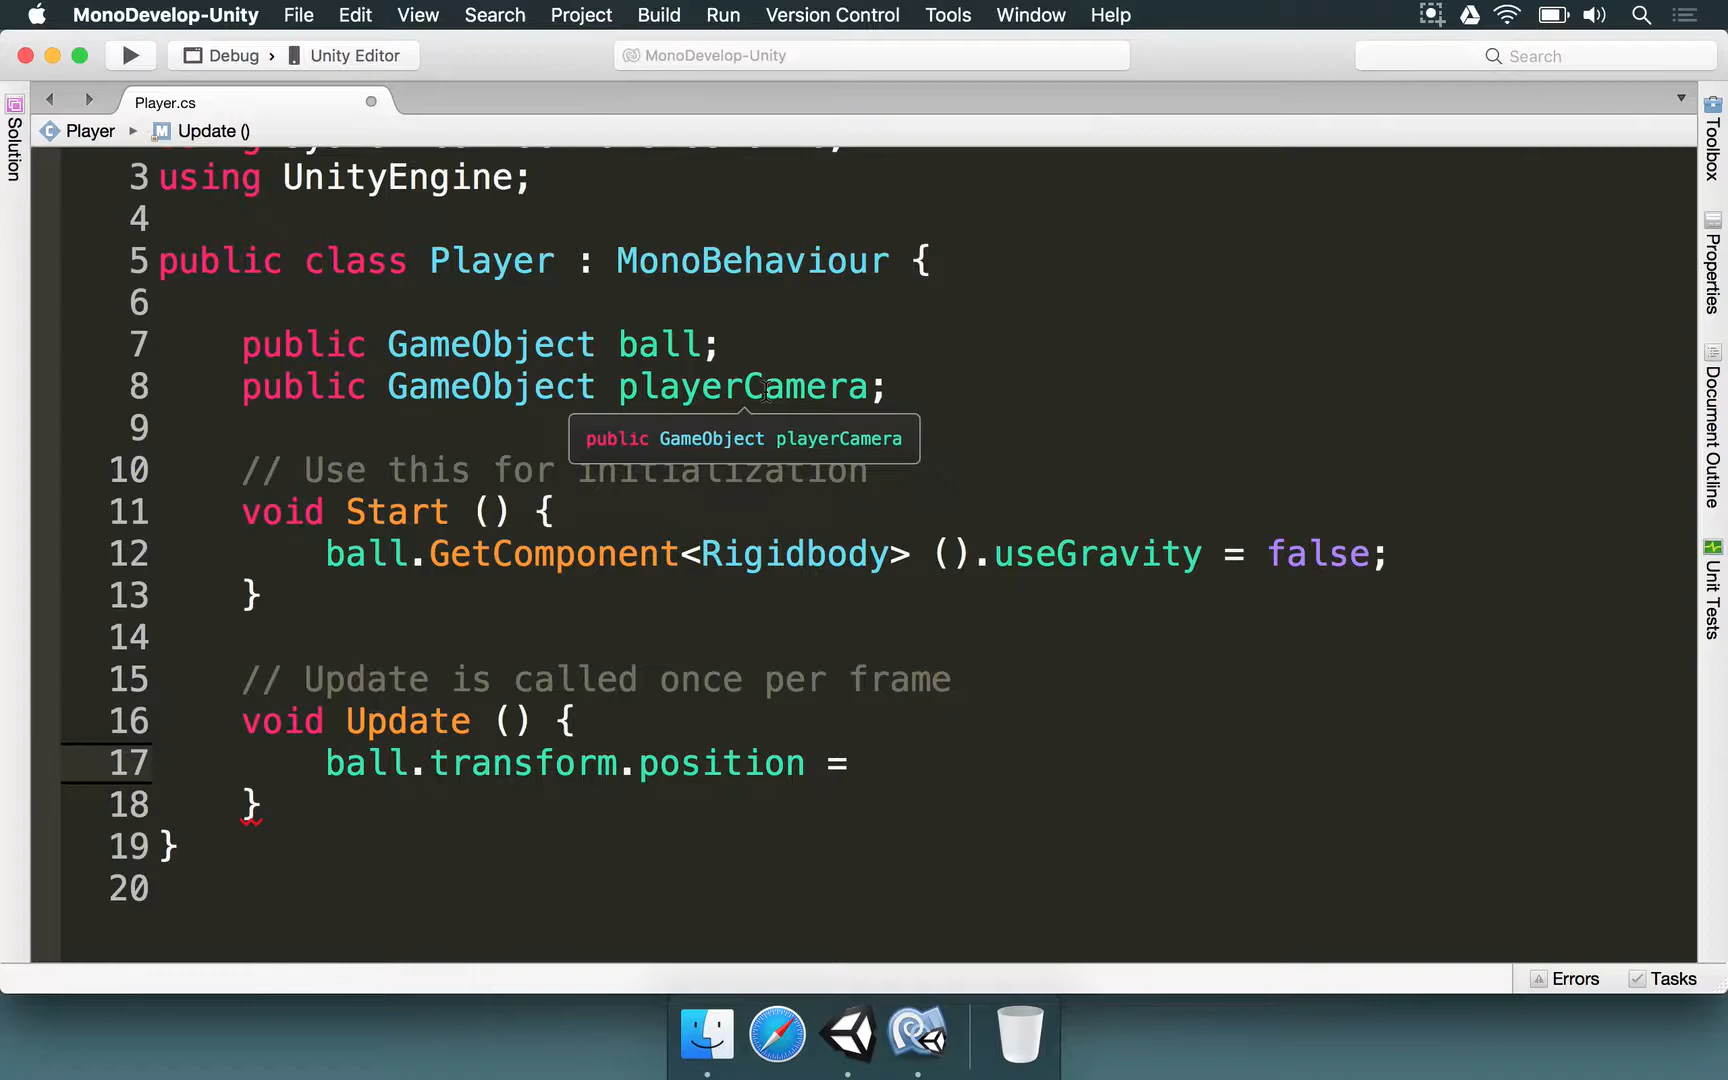 MonoDevelop-Unity File Edit View Search Project Build Run Version Control Tools Window Help
Debug › Unity Editor
MonoDevelop-Unity
Search
Player.cs
Player ▸ M Update ()
Solution
Toolbox
Properties
Document Outline
Unit Tests
3 using UnityEngine;
4
5 public class Player : MonoBehaviour {
6
7 public GameObject ball;
8 public GameObject playerCamera;
9
public GameObject playerCamera
10 // Use this for initialization
11 void Start () {
12 ball.GetComponent<Rigidbody> ().useGravity = false;
13 }
14
15 // Update is called once per frame
16 void Update () {
17 ball.transform.position =
18 }
19 }
20
Errors Tasks